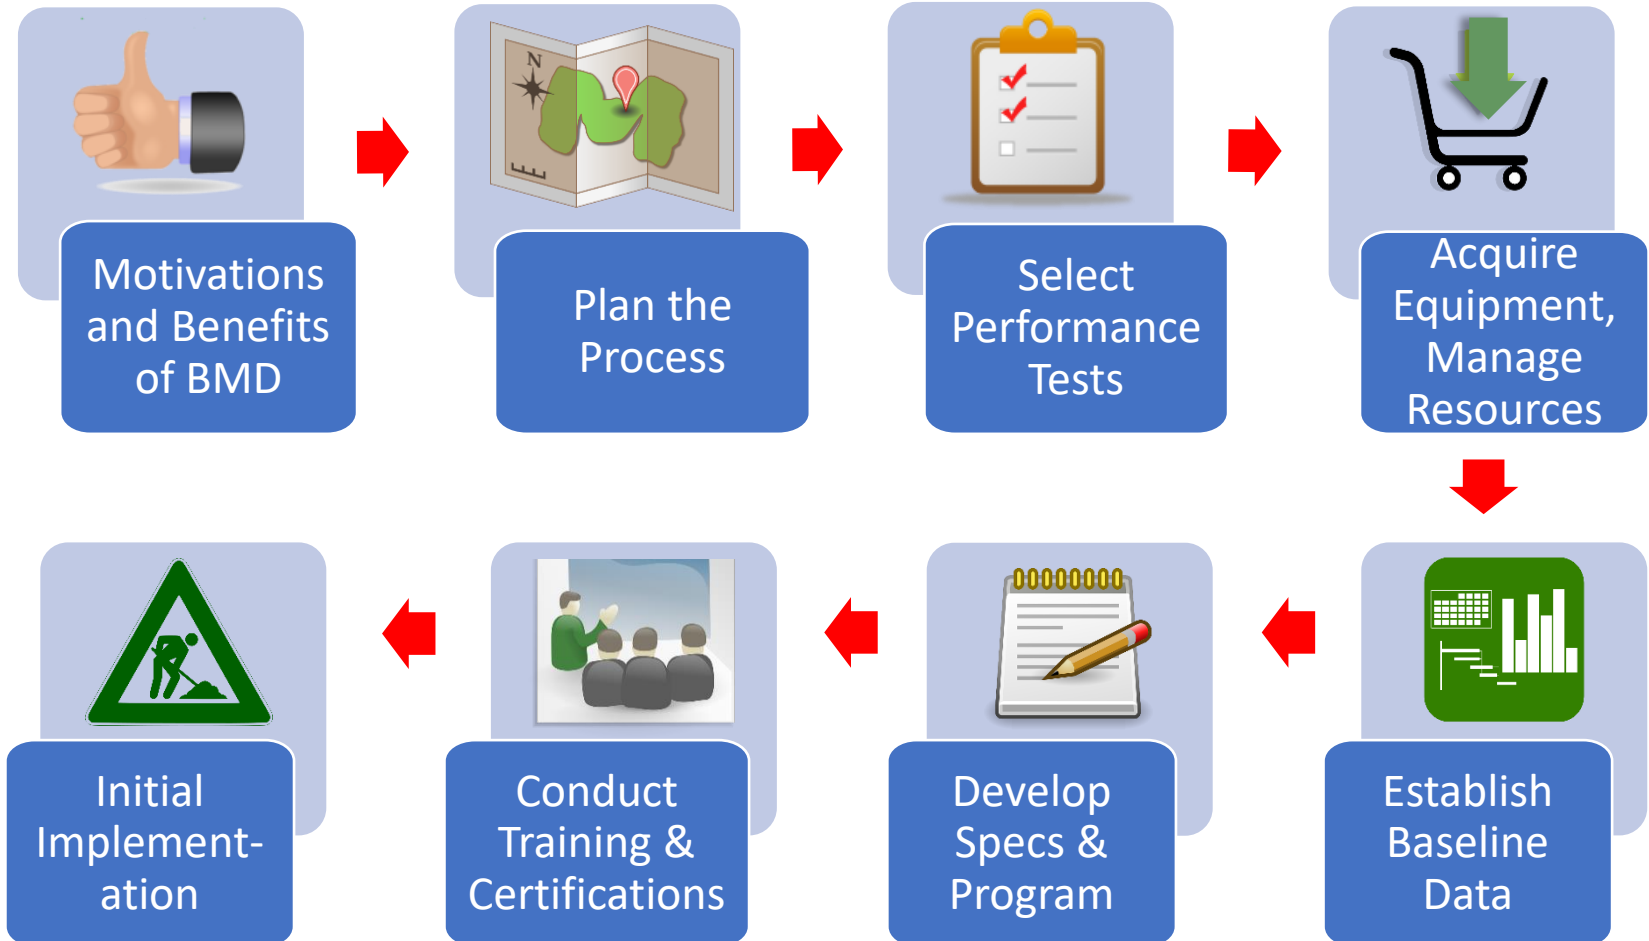 N
Motivations
and Benefits
of BMD
Plan the
Process
Select
Performance
Tests
Acquire
Equipment,
Manage
Resources
Establish
Baseline
Data
Develop
Specs &
Program
Conduct
Training &
Certifications
Initial
Implement-
ation